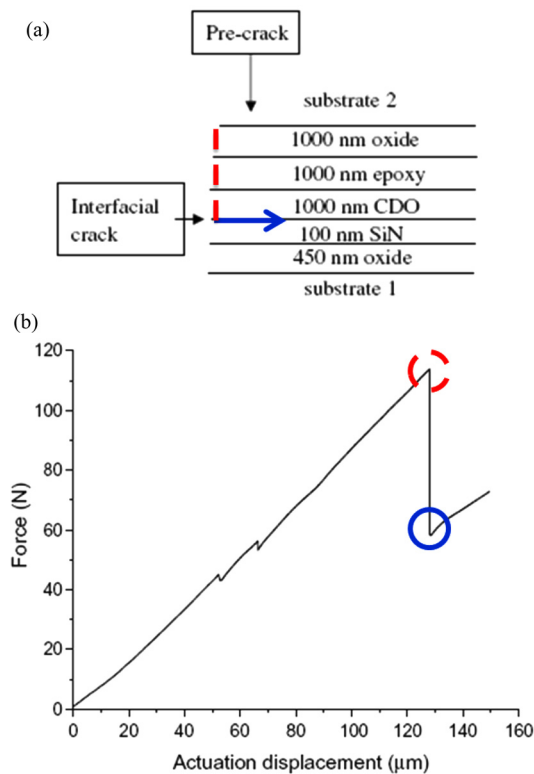 (a)
Pre-crack
substrate 2
1000 nm oxide
1000 nm epoxy
Interfacial
crack
1000 nm CDO
100 nm SiN
450 nm oxide
substrate 1
(b)
120
100
80
60
40
20
0
Force (N)
0 20 40 60 80 100 120 140 160
Actuation displacement (μm)